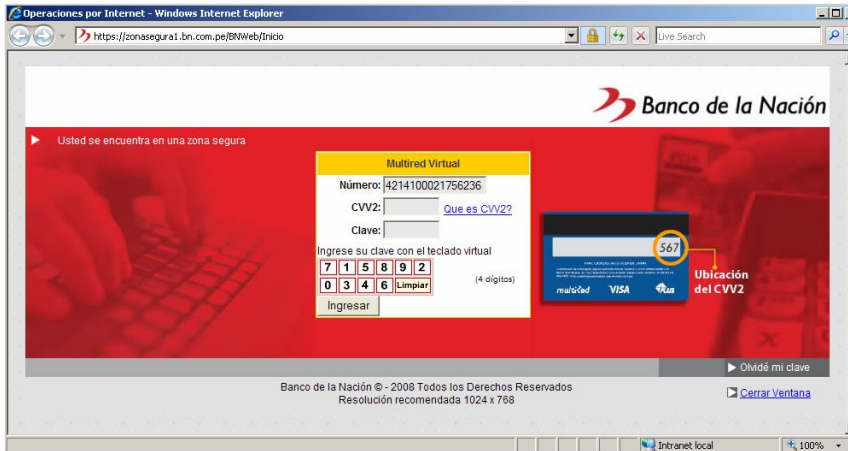 Operaciones por Internet - Windows Internet Explorer
https://zonasegura1.bn.com.pe/BNWeb/Inicio
Live Search
Banco de la Nación
Usted se encuentra en una zona segura
Multired Virtual
Número: 4214100021756236
CVV2: Que es CVV2?
Clave:
Ingrese su clave con el teclado virtual
7 1 5 8 9 2
0 3 4 6 Limpiar
(4 dígitos)
Ingresar
567
Ubicación
del CVV2
multired VISA PLUS
Olvidé mi clave
Banco de la Nación © - 2008 Todos los Derechos Reservados
Resolución recomendada 1024 x 768
Cerrar Ventana
Intranet local
100%